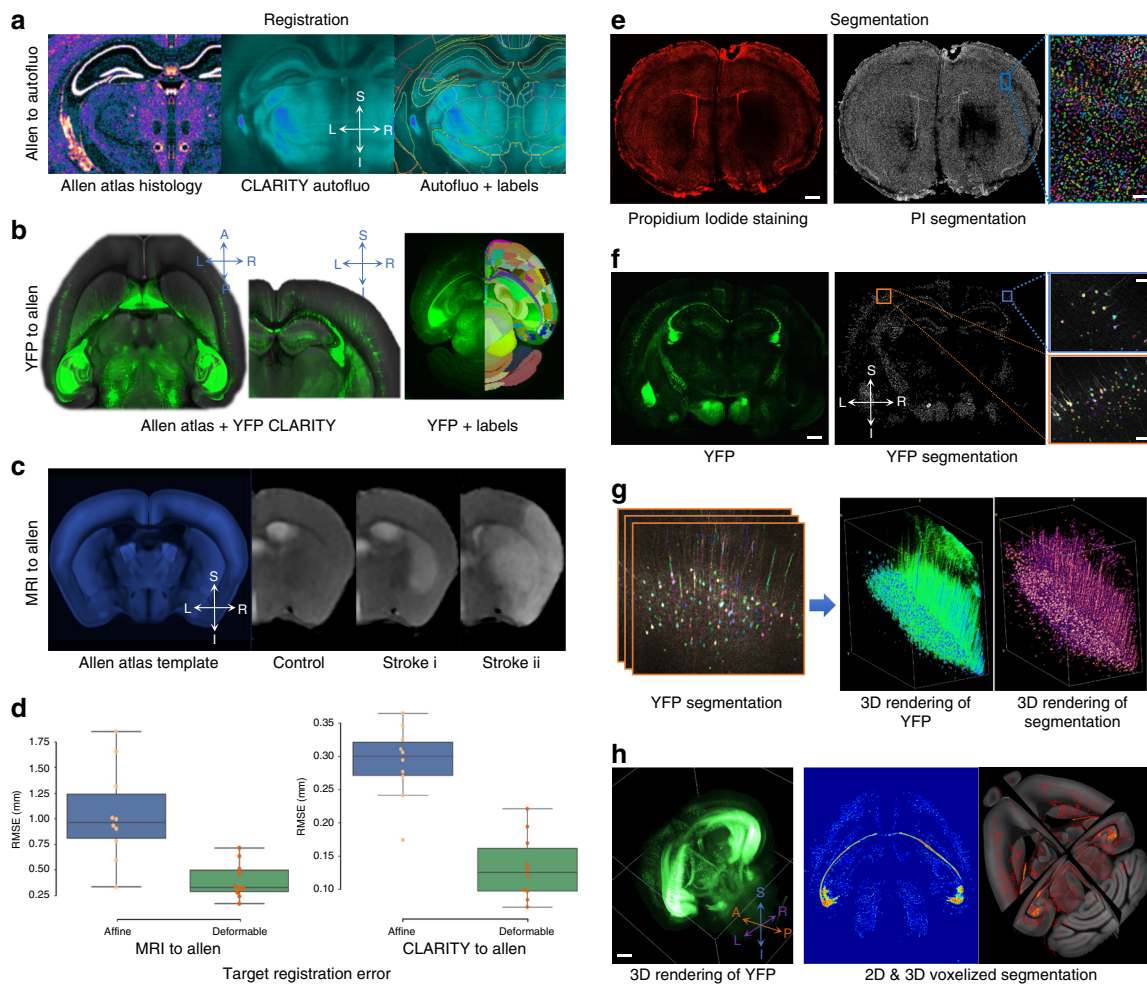 a
Registration
Allen to autofluo
S
L
R
I
Allen atlas histology
CLARITY autofluo
Autofluo + labels
b
YFP to allen
A
L
R
P
S
L
R
I
Allen atlas + YFP CLARITY
YFP + labels
c
MRI to allen
S
L
R
I
Allen atlas template
Control
Stroke i
Stroke ii
d
RMSE (mm)
1.75
1.50
1.25
1.00
0.75
0.50
0.25
Affine
Deformable
MRI to allen
RMSE (mm)
0.35
0.30
0.25
0.20
0.15
0.10
Affine
Deformable
CLARITY to allen
Target registration error
e
Segmentation
Propidium Iodide staining
PI segmentation
f
S
L
R
I
YFP
YFP segmentation
g
YFP segmentation
3D rendering of
YFP
3D rendering of
segmentation
h
S
R
A
P
L
I
3D rendering of YFP
2D & 3D voxelized segmentation